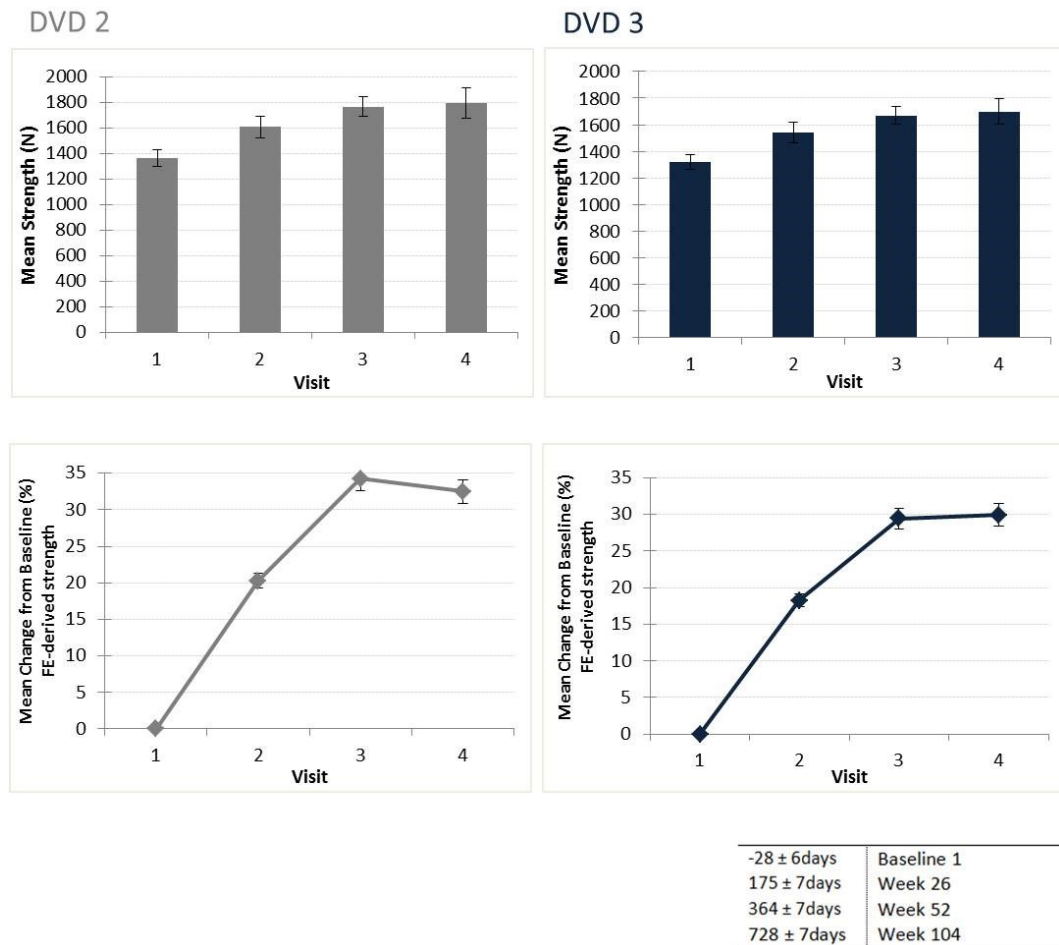 DVD 2
Mean Strength (N)
2000
1800
1600
1400
1200
1000
800
600
400
200
0
1 2 3 4
Visit
DVD 3
Mean Strength (N)
2000
1800
1600
1400
1200
1000
800
600
400
200
0
1 2 3 4
Visit
Mean Change from Baseline (%)
FE-derived strength
35
30
25
20
15
10
5
0
1 2 3 4
Visit
Mean Change from Baseline (%)
FE-derived strength
35
30
25
20
15
10
5
0
1 2 3 4
Visit
-28 ± 6days Baseline 1
175 ± 7days Week 26
364 ± 7days Week 52
728 ± 7days Week 104